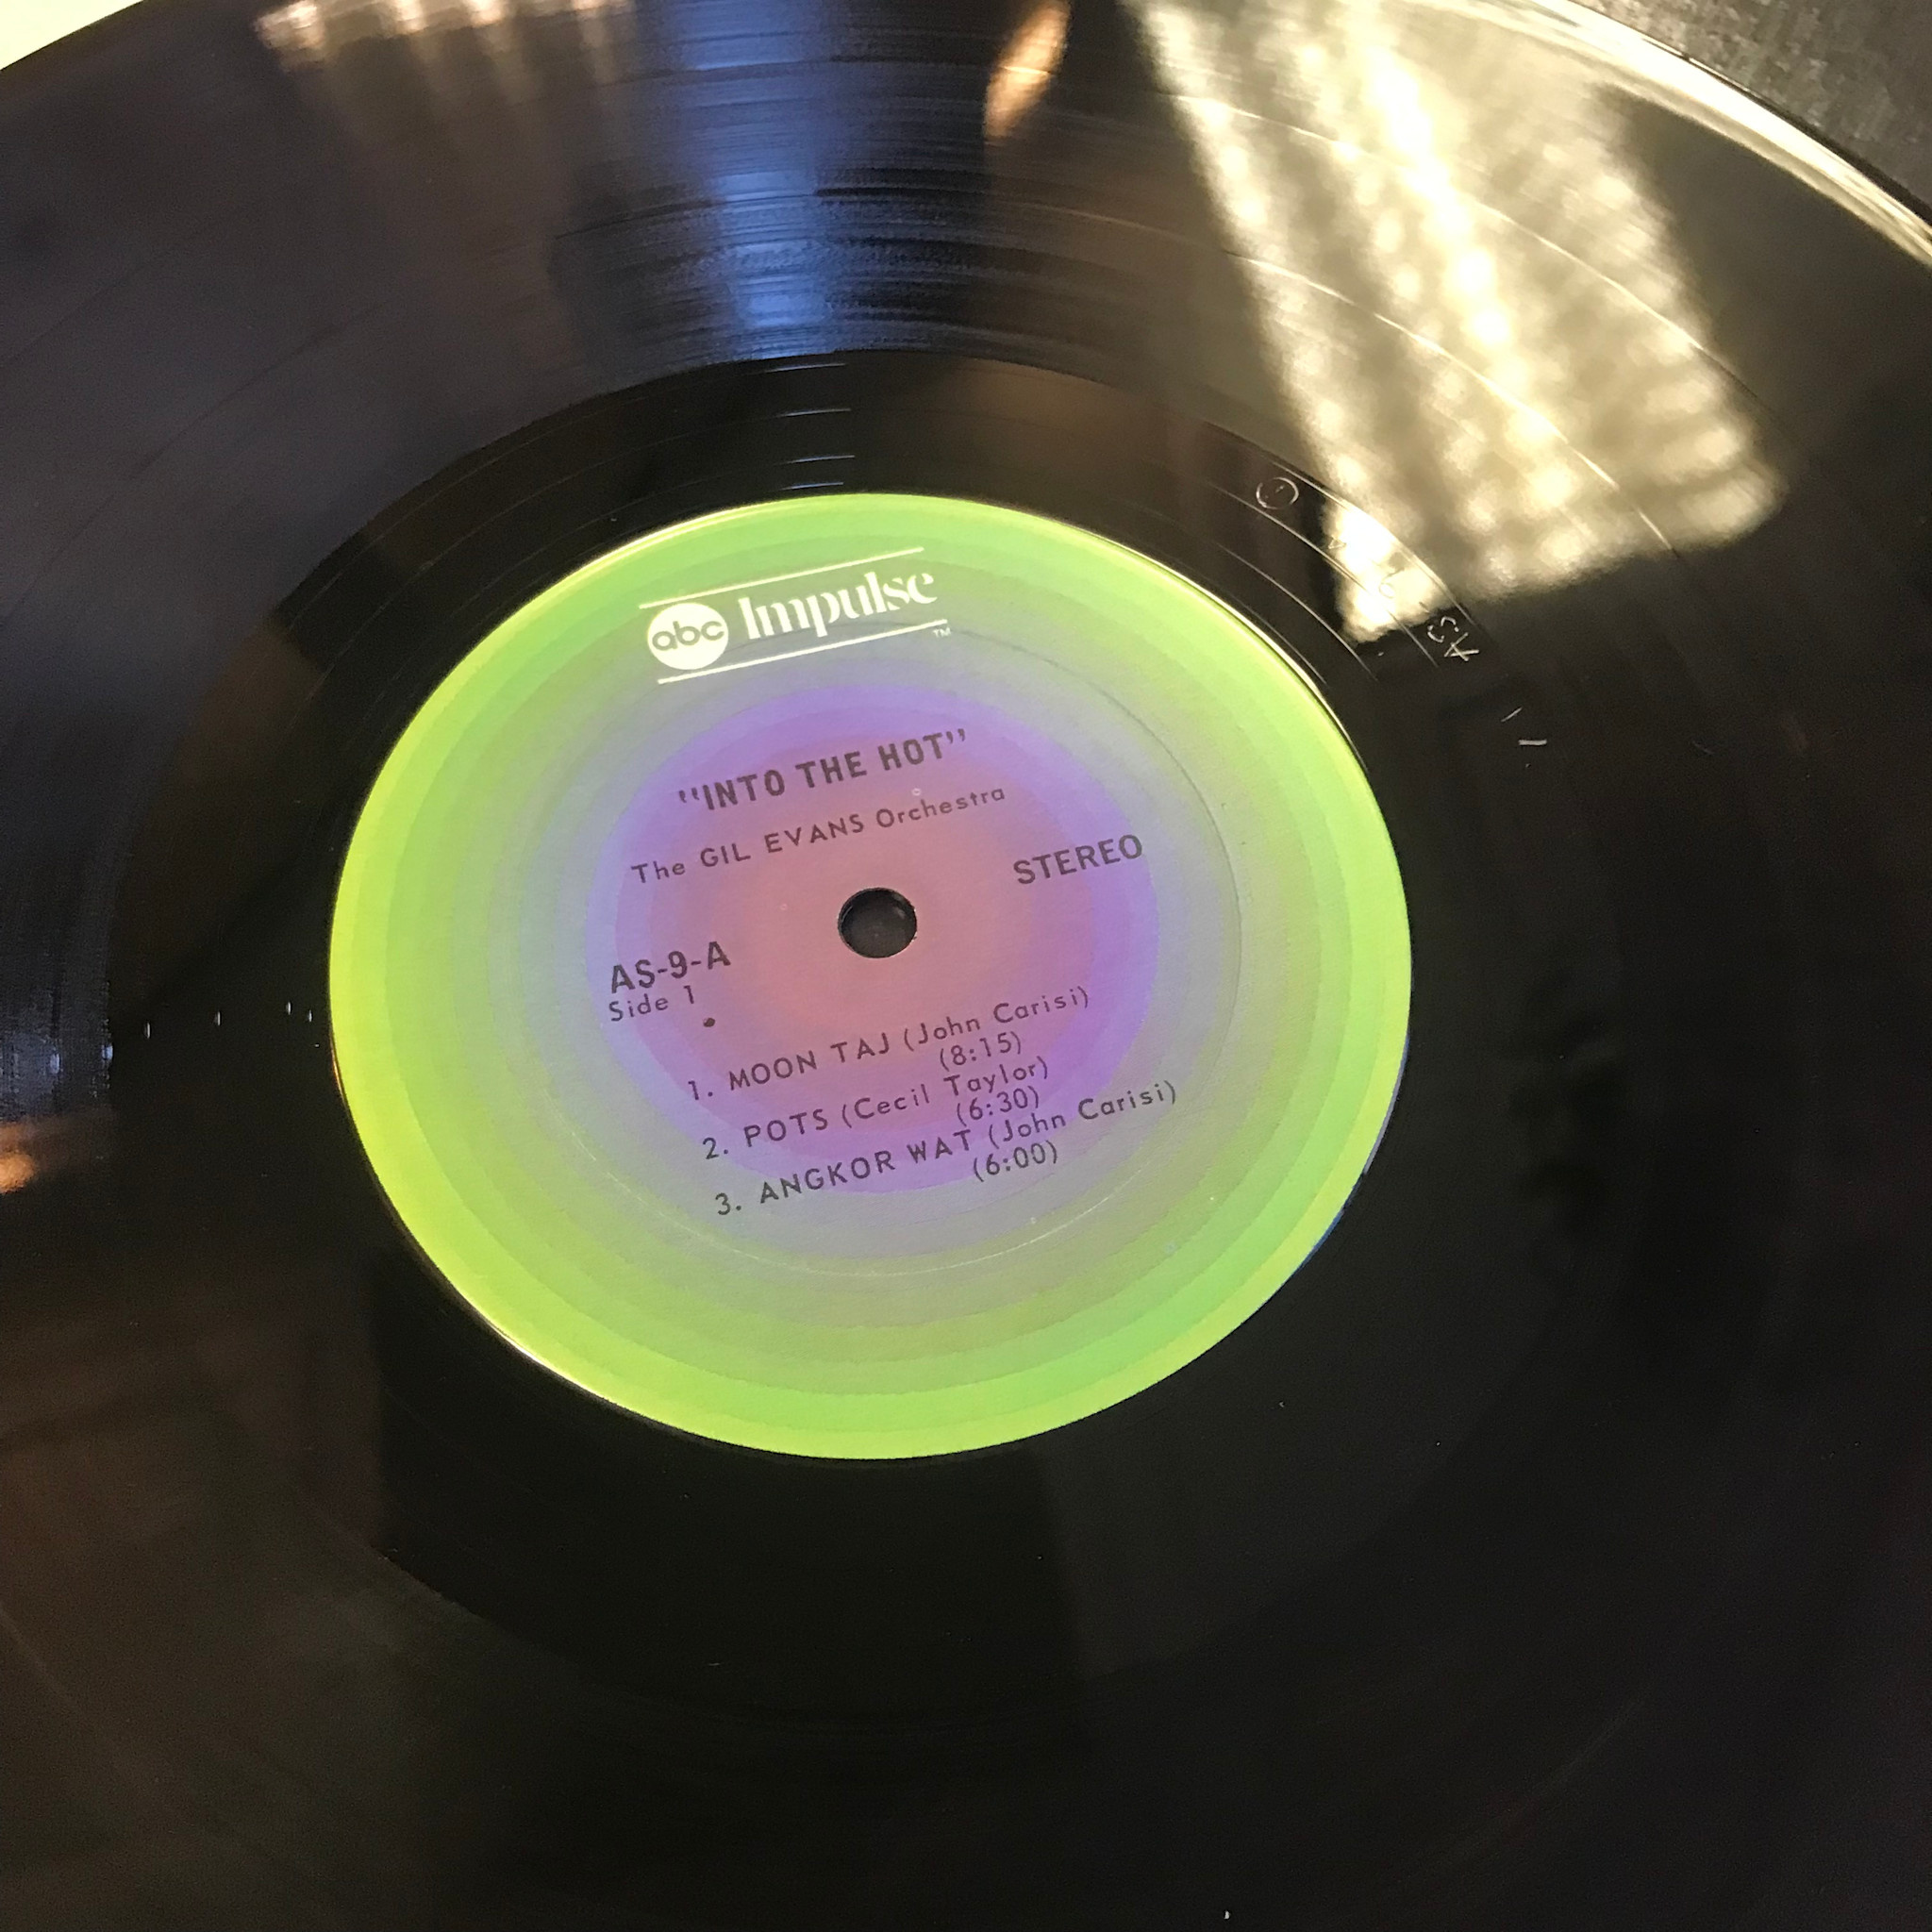 abc Impulse
TM
"INTO THE HOT"
The GIL EVANS Orchestra
STEREO
AS-9-A
Side 1
1. MOON TAJ (John Carisi)
(8:15)
2. POTS (Cecil Taylor)
(6:30)
3. ANGKOR WAT (John Carisi)
(6:00)